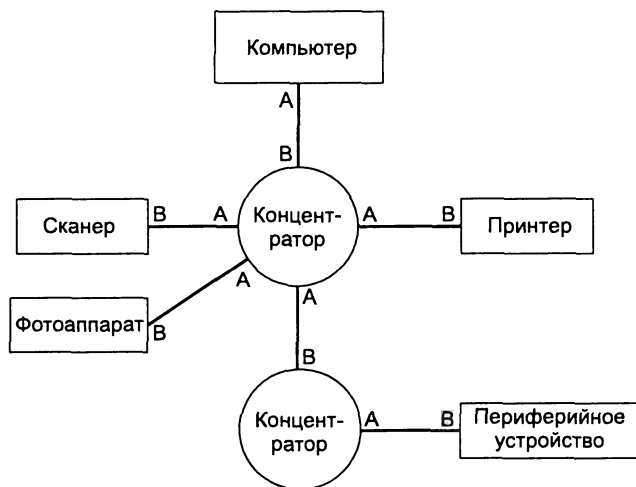 Компьютер
A
B
Сканер
B
A
Концент-
ратор
A
B
Принтер
A
A
Фотоаппарат
B
B
Концент-
ратор
A
B
Периферийное
устройство